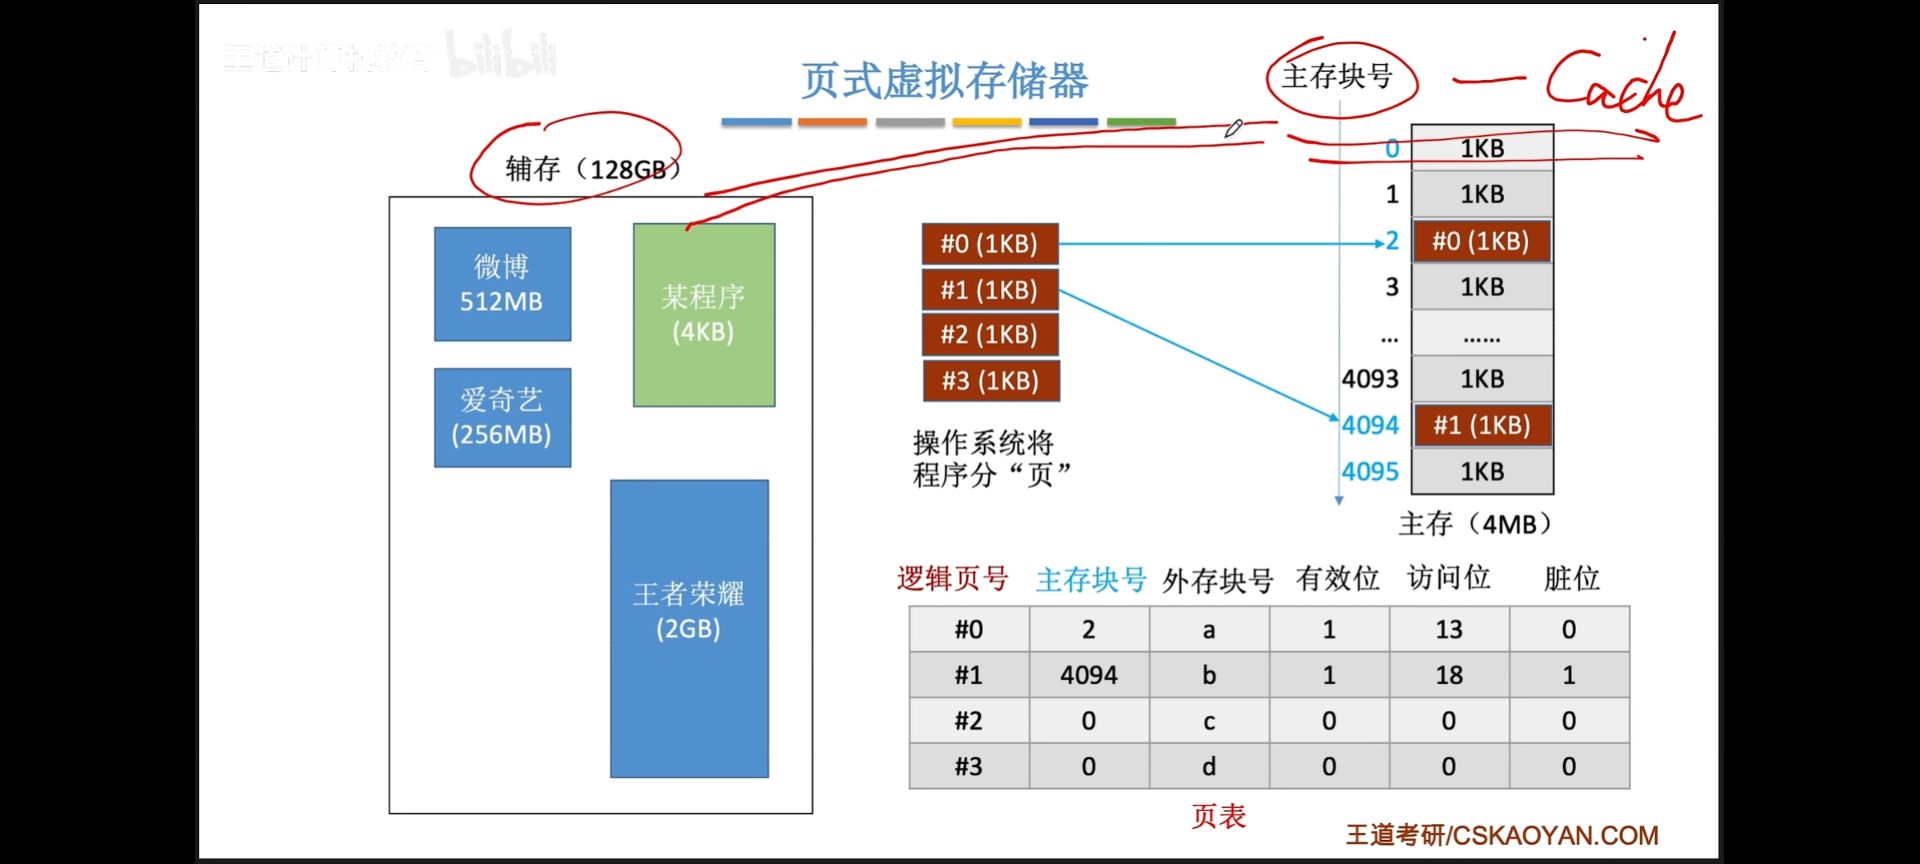 王道计算机教育 bilibili
页式虚拟存储器
主存块号 — Cache
辅存（128GB）
微博
512MB
某程序
(4KB)
爱奇艺
(256MB)
王者荣耀
(2GB)
#0 (1KB)
#1 (1KB)
#2 (1KB)
#3 (1KB)
操作系统将
程序分“页”
0 1KB
1 1KB
2 #0 (1KB)
3 1KB
... ......
4093 1KB
4094 #1 (1KB)
4095 1KB
主存（4MB）
逻辑页号 主存块号 外存块号 有效位 访问位 脏位
#0 2 a 1 13 0
#1 4094 b 1 18 1
#2 0 c 0 0 0
#3 0 d 0 0 0
页表
王道考研/CSKAOYAN.COM